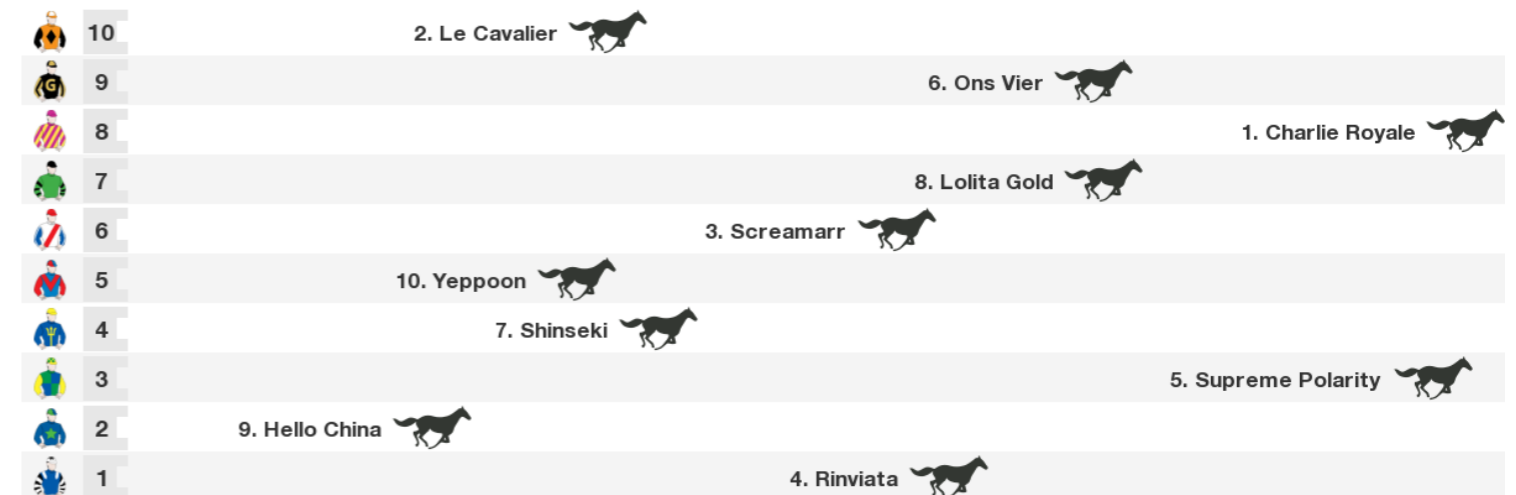 10 2. Le Cavalier
G 9 6. Ons Vier
8 1. Charlie Royale
7 8. Lolita Gold
6 3. Screamarr
5 10. Yeppoon
4 7. Shinseki
3 5. Supreme Polarity
2 9. Hello China
1 4. Rinviata